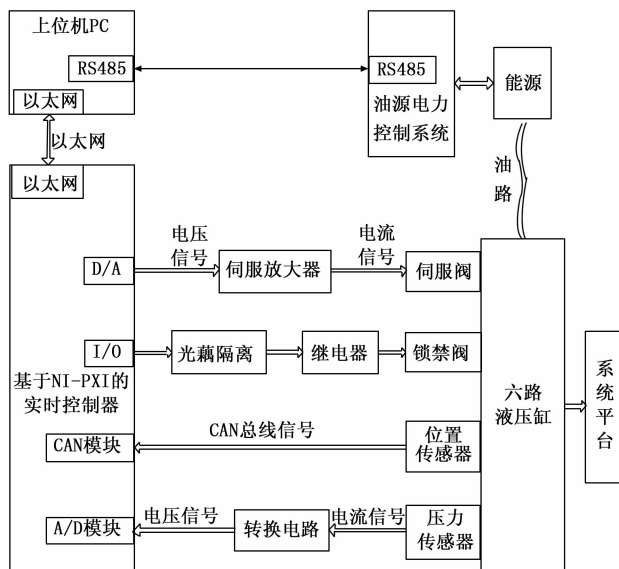 上位机PC
RS485
以太网
以太网
RS485
油源电力
控制系统
能源
油
路
以太网
D/A
电压
信号
伺服放大器
电流
信号
伺服阀
I/O
光藕隔离
继电器
锁禁阀
基于NI-PXI的
实时控制器
六路
液压缸
系
统
平
台
CAN模块
CAN总线信号
位置
传感器
A/D模块
电压信号
转换电路
电流信号
压力
传感器